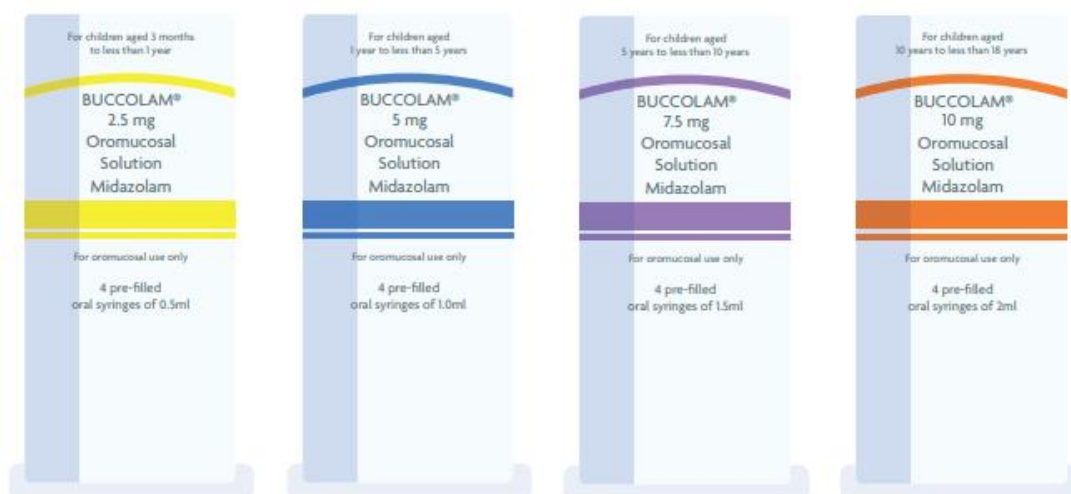 For children aged 3 months
to less than 1 year
BUCCOLAM®
2.5 mg
Oromucosal
Solution
Midazolam
For oromucosal use only
4 pre-filled
oral syringes of 0.5ml
For children aged
1 year to less than 5 years
BUCCOLAM®
5 mg
Oromucosal
Solution
Midazolam
For oromucosal use only
4 pre-filled
oral syringes of 1.0ml
For children aged
5 years to less than 10 years
BUCCOLAM®
7.5 mg
Oromucosal
Solution
Midazolam
For oromucosal use only
4 pre-filled
oral syringes of 1.5ml
For children aged
10 years to less than 18 years
BUCCOLAM®
10 mg
Oromucosal
Solution
Midazolam
For oromucosal use only
4 pre-filled
oral syringes of 2ml